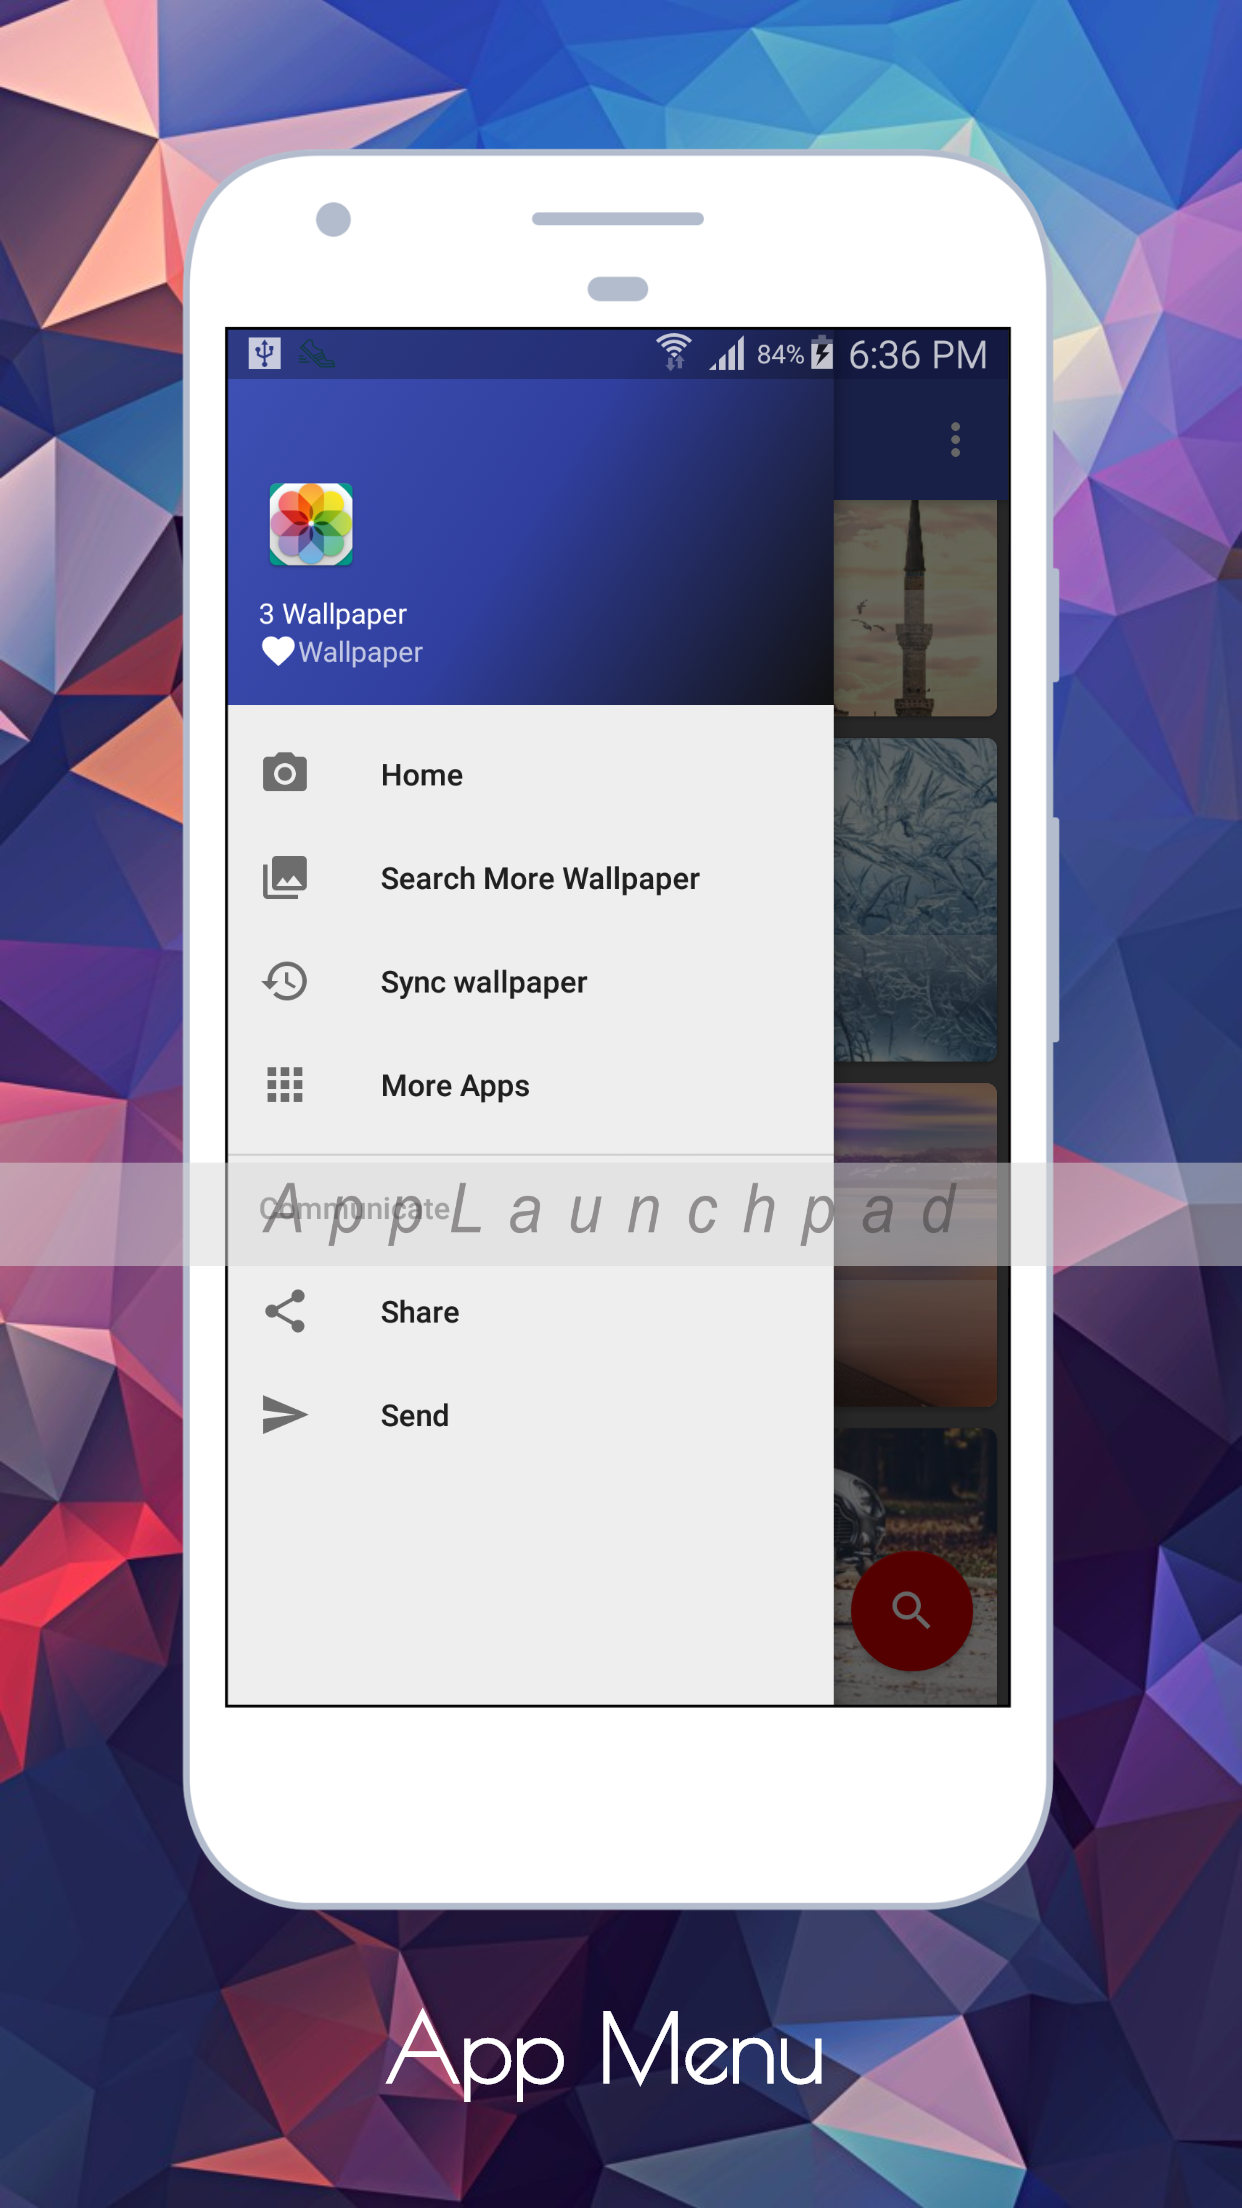 84% 6:36 PM
3 Wallpaper
Wallpaper
Home
Search More Wallpaper
Sync wallpaper
More Apps
Communicate
AppLaunchpad
Share
Send
App Menu